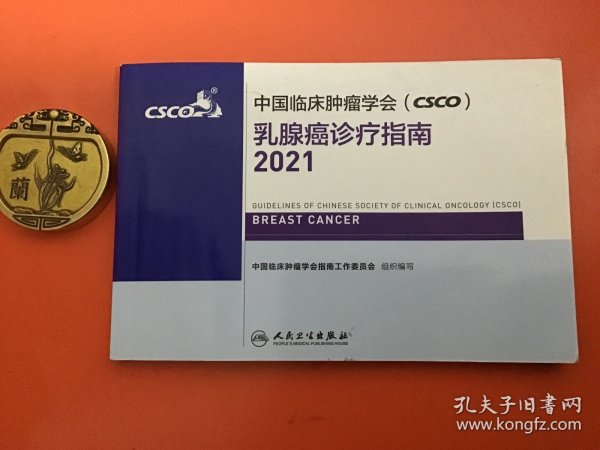 蘭
CSCO
®
中国临床肿瘤学会（CSCO）
乳腺癌诊疗指南
2021
GUIDELINES OF CHINESE SOCIETY OF CLINICAL ONCOLOGY (CSCO)
BREAST CANCER
中国临床肿瘤学会指南工作委员会 组织编写
人民卫生出版社
PEOPLE'S MEDICAL PUBLISHING HOUSE
孔夫子旧书网
www.kongfz.com